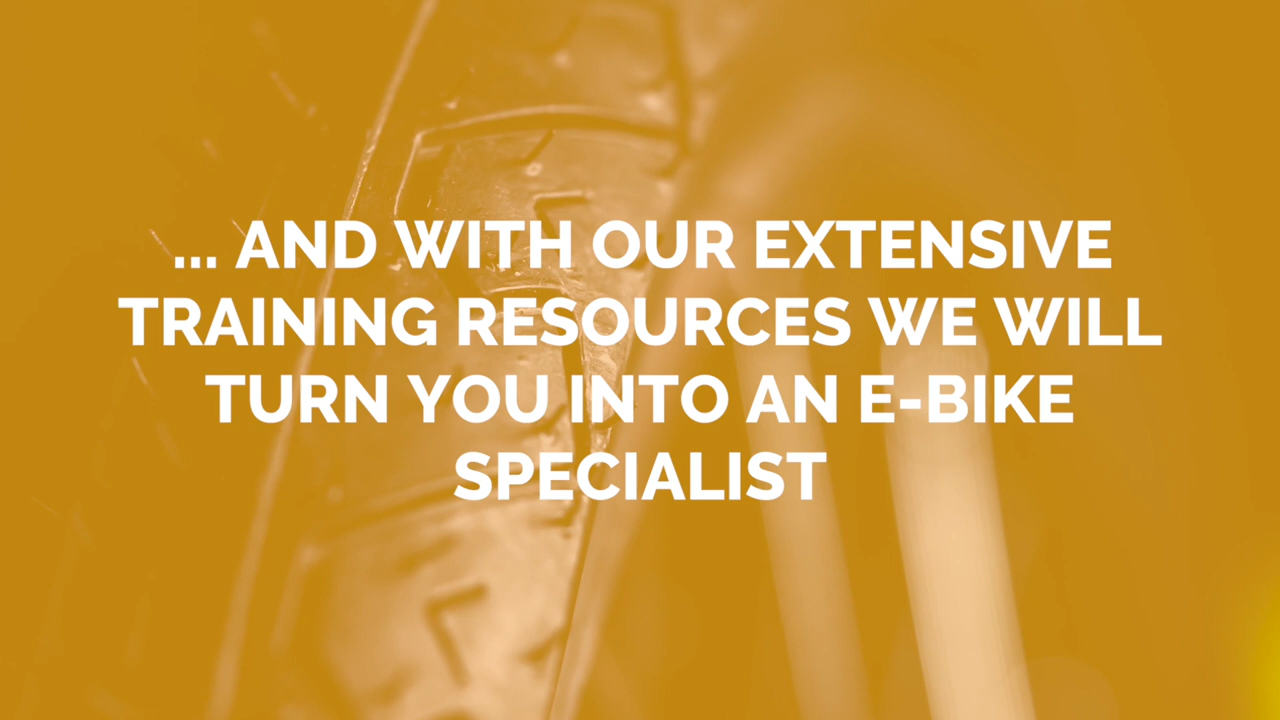 ... AND WITH OUR EXTENSIVE
TRAINING RESOURCES WE WILL
TURN YOU INTO AN E-BIKE
SPECIALIST